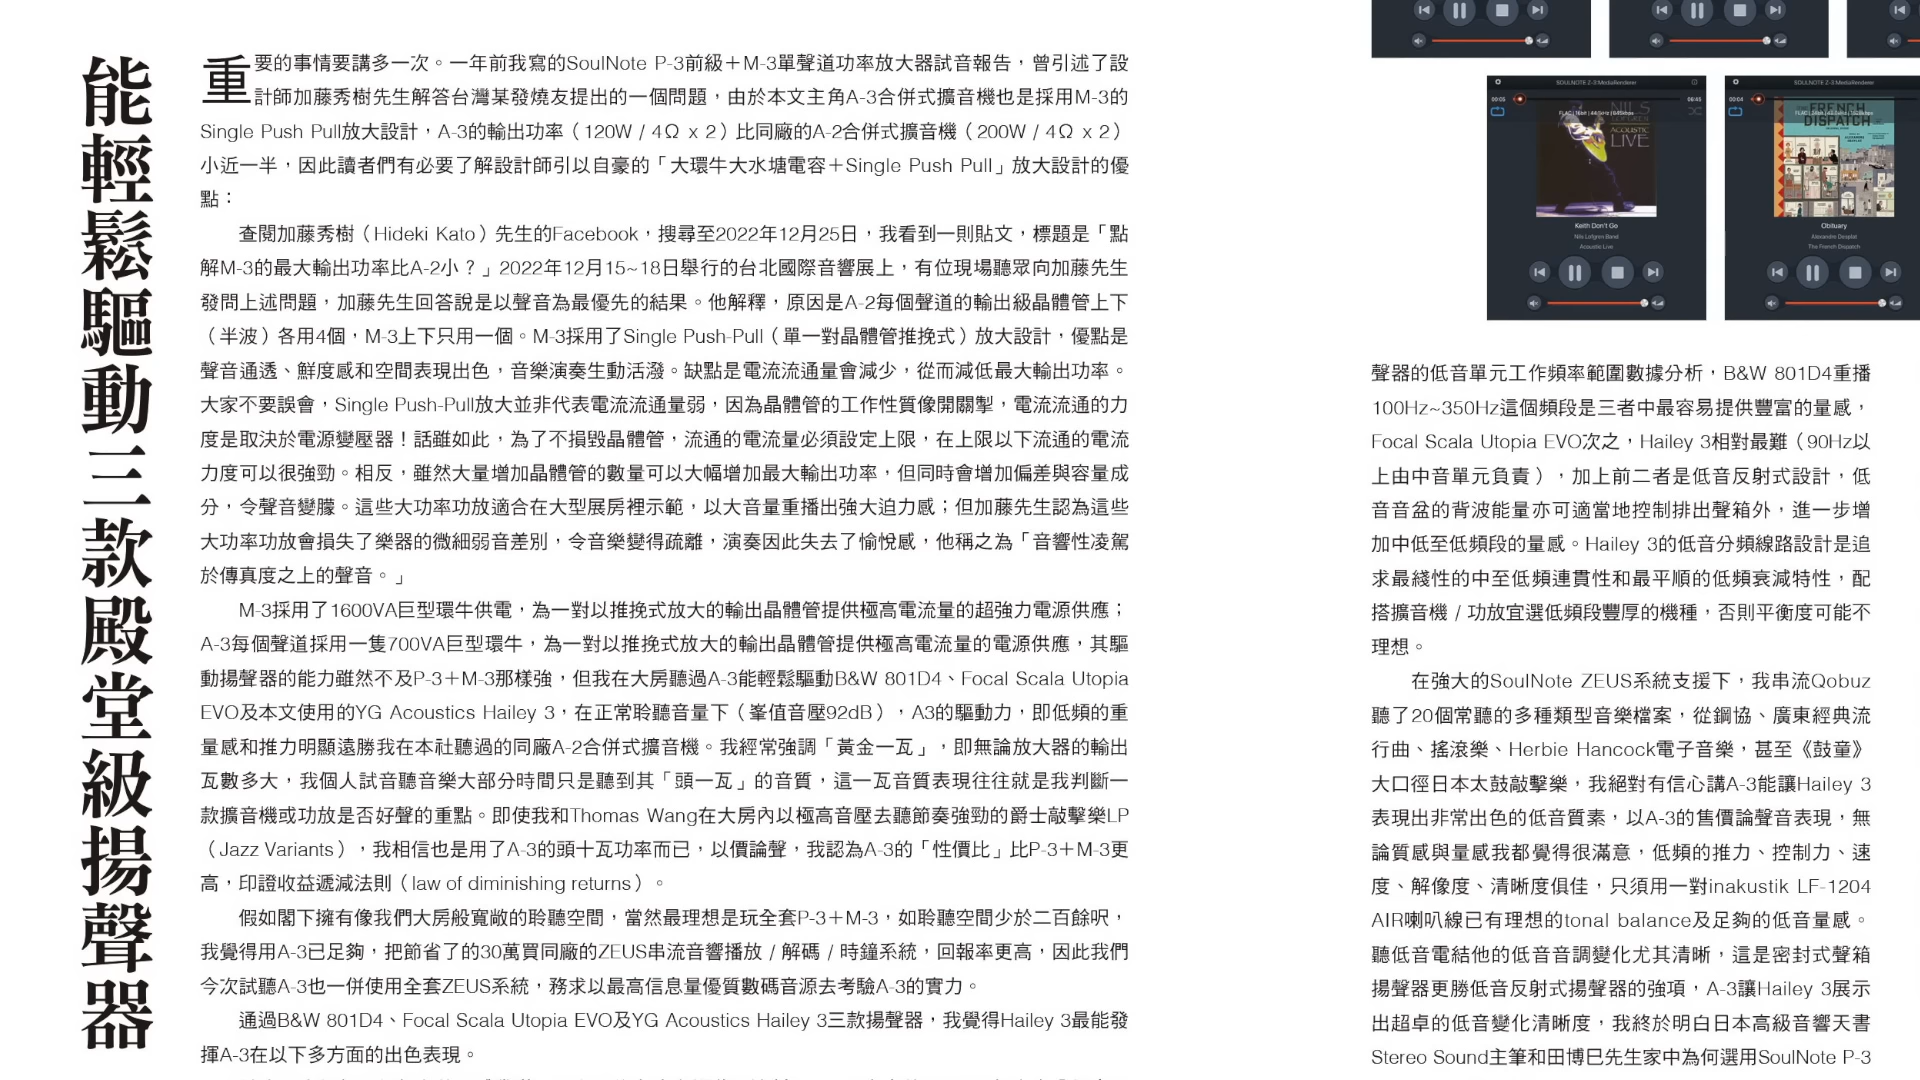 能輕鬆驅動三款殿堂級揚聲器
重要的事情要講多一次。一年前我寫的SoulNote P-3前級＋M-3單聲道功率放大器試音報告，曾引述了設
計師加藤秀樹先生解答台灣某發燒友提出的一個問題，由於本文主角A-3合併式擴音機也是採用M-3的
Single Push Pull放大設計，A-3的輸出功率（120W / 4Ω x 2）比同廠的A-2合併式擴音機（200W / 4Ω x 2）
小近一半，因此讀者們有必要了解設計師引以自豪的「大環牛大水塘電容＋Single Push Pull」放大設計的優
點：
查閱加藤秀樹（Hideki Kato）先生的Facebook，搜尋至2022年12月25日，我看到一則貼文，標題是「點
解M-3的最大輸出功率比A-2小？」2022年12月15~18日舉行的台北國際音響展上，有位現場聽眾向加藤先生
發問上述問題，加藤先生回答說是以聲音為最優先的結果。他解釋，原因是A-2每個聲道的輸出級晶體管上下
（半波）各用4個，M-3上下只用一個。M-3採用了Single Push-Pull（單一對晶體管推挽式）放大設計，優點是
聲音通透、鮮度感和空間表現出色，音樂演奏生動活潑。缺點是電流流通量會減少，從而減低最大輸出功率。
大家不要誤會，Single Push-Pull放大並非代表電流流通量弱，因為晶體管的工作性質像開關掣，電流流通的力
度是取決於電源變壓器！話雖如此，為了不損毀晶體管，流通的電流量必須設定上限，在上限以下流通的電流
力度可以很強勁。相反，雖然大量增加晶體管的數量可以大幅增加最大輸出功率，但同時會增加偏差與容量成
分，令聲音變朦。這些大功率功放適合在大型展房裡示範，以大音量重播出強大迫力感；但加藤先生認為這些
大功率功放會損失了樂器的微細弱音差別，令音樂變得疏離，演奏因此失去了愉悅感，他稱之為「音響性凌駕
於傳真度之上的聲音。」
M-3採用了1600VA巨型環牛供電，為一對以推挽式放大的輸出晶體管提供極高電流量的超強力電源供應；
A-3每個聲道採用一隻700VA巨型環牛，為一對以推挽式放大的輸出晶體管提供極高電流量的電源供應，其驅
動揚聲器的能力雖然不及P-3＋M-3那樣強，但我在大房聽過A-3能輕鬆驅動B&W 801D4、Focal Scala Utopia
EVO及本文使用的YG Acoustics Hailey 3，在正常聆聽音量下（峯值音壓92dB），A3的驅動力，即低頻的重
量感和推力明顯遠勝我在本社聽過的同廠A-2合併式擴音機。我經常強調「黃金一瓦」，即無論放大器的輸出
瓦數多大，我個人試音聽音樂大部分時間只是聽到其「頭一瓦」的音質，這一瓦音質表現往往就是我判斷一
款擴音機或功放是否好聲的重點。即使我和Thomas Wang在大房內以極高音壓去聽節奏強勁的爵士敲擊樂LP
（Jazz Variants），我相信也是用了A-3的頭十瓦功率而已，以價論聲，我認為A-3的「性價比」比P-3＋M-3更
高，印證收益遞減法則（law of diminishing returns）。
假如閣下擁有像我們大房般寬敞的聆聽空間，當然最理想是玩全套P-3＋M-3，如聆聽空間少於二百餘呎，
我覺得用A-3已足夠，把節省了的30萬買同廠的ZEUS串流音響播放 / 解碼 / 時鐘系統，回報率更高，因此我們
今次試聽A-3也一併使用全套ZEUS系統，務求以最高信息量優質數碼音源去考驗A-3的實力。
通過B&W 801D4、Focal Scala Utopia EVO及YG Acoustics Hailey 3三款揚聲器，我覺得Hailey 3最能發
揮A-3在以下多方面的出色表現。
SOULNOTE Z-3 MediaRenderer
00:05
06:45
NILS LOFGREN
ACOUSTIC
LIVE
Keith Don't Go
Nils Lofgren Band
Acoustic Live
SOULNOTE Z-3 MediaRenderer
00:04
FRENCH
DISPATCH
Obituary
Alexandre Desplat
The French Dispatch
聲器的低音單元工作頻率範圍數據分析，B&W 801D4重播
100Hz~350Hz這個頻段是三者中最容易提供豐富的量感，
Focal Scala Utopia EVO次之，Hailey 3相對最難（90Hz以
上由中音單元負責），加上前二者是低音反射式設計，低
音音盆的背波能量亦可適當地控制排出聲箱外，進一步增
加中低至低頻段的量感。Hailey 3的低音分頻線路設計是追
求最綫性的中至低頻連貫性和最平順的低頻衰減特性，配
搭擴音機 / 功放宜選低頻段豐厚的機種，否則平衡度可能不
理想。
在強大的SoulNote ZEUS系統支援下，我串流Qobuz
聽了20個常聽的多種類型音樂檔案，從鋼協、廣東經典流
行曲、搖滾樂、Herbie Hancock電子音樂，甚至《鼓童》
大口徑日本太鼓敲擊樂，我絕對有信心講A-3能讓Hailey 3
表現出非常出色的低音質素，以A-3的售價論聲音表現，無
論質感與量感我都覺得很滿意，低頻的推力、控制力、速
度、解像度、清晰度俱佳，只須用一對inakustik LF-1204
AIR喇叭線已有理想的tonal balance及足夠的低音量感。
聽低音電結他的低音音調變化尤其清晰，這是密封式聲箱
揚聲器更勝低音反射式揚聲器的強項，A-3讓Hailey 3展示
出超卓的低音變化清晰度，我終於明白日本高級音響天書
Stereo Sound主筆和田博巳先生家中為何選用SoulNote P-3